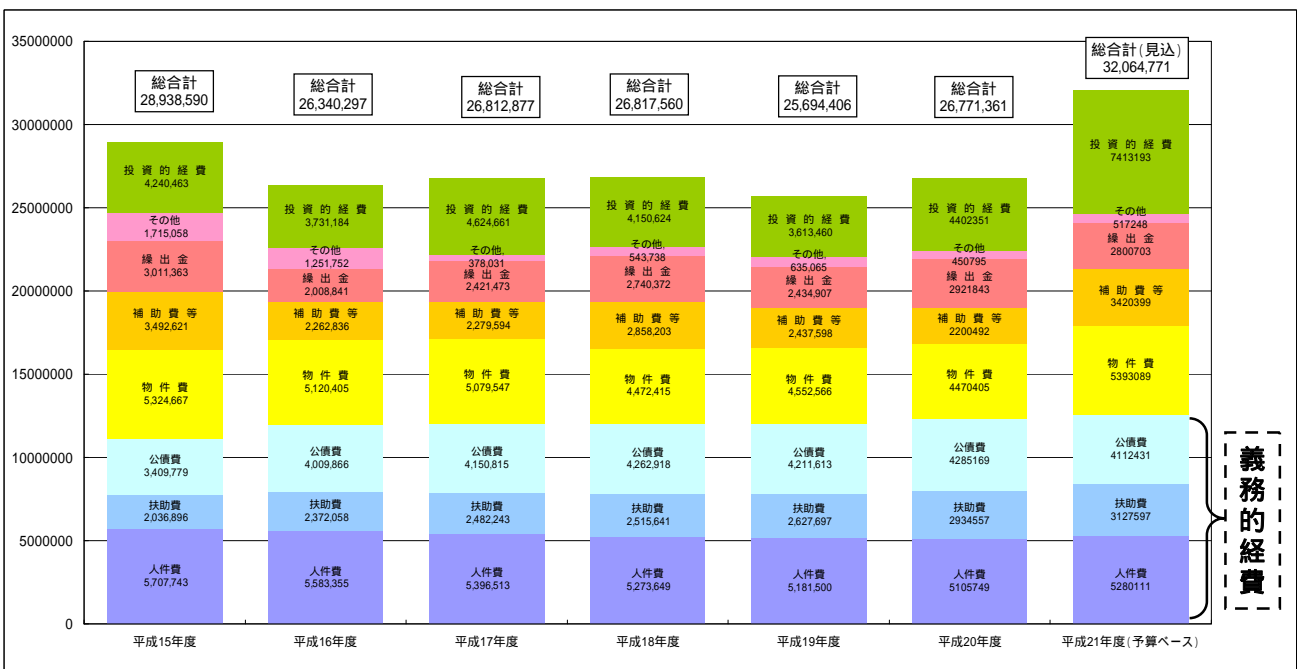 35000000
30000000
25000000
20000000
15000000
10000000
5000000
0
総合計
28,938,590
投資的経費
4,240,463
その他
1,715,058
繰出金
3,011,363
補助費等
3,492,621
物件費
5,324,667
公債費
3,409,779
扶助費
2,036,896
人件費
5,707,743
平成15年度
総合計
26,340,297
投資的経費
3,731,184
その他
1,251,752
繰出金
2,008,841
補助費等
2,262,836
物件費
5,120,405
公債費
4,009,866
扶助費
2,372,058
人件費
5,583,355
平成16年度
総合計
26,812,877
投資的経費
4,624,661
その他,
378,031
繰出金
2,421,473
補助費等
2,279,594
物件費
5,079,547
公債費
4,150,815
扶助費
2,482,243
人件費
5,396,513
平成17年度
総合計
26,817,560
投資的経費
4,150,624
その他,
543,738
繰出金
2,740,372
補助費等
2,858,203
物件費
4,472,415
公債費
4,262,918
扶助費
2,515,641
人件費
5,273,649
平成18年度
総合計
25,694,406
投資的経費
3,613,460
その他,
635,065
繰出金
2,434,907
補助費等
2,437,598
物件費
4,552,566
公債費
4,211,613
扶助費
2,627,697
人件費
5,181,500
平成19年度
総合計
26,771,361
投資的経費
4402351
その他
450795
繰出金
2921843
補助費等
2200492
物件費
4470405
公債費
4285169
扶助費
2934557
人件費
5105749
平成20年度
総合計(見込)
32,064,771
投資的経費
7413193
その他
517248
繰出金
2800703
補助費等
3420399
物件費
5393089
公債費
4112431
扶助費
3127597
人件費
5280111
平成21年度(予算ベース)
義務的経費